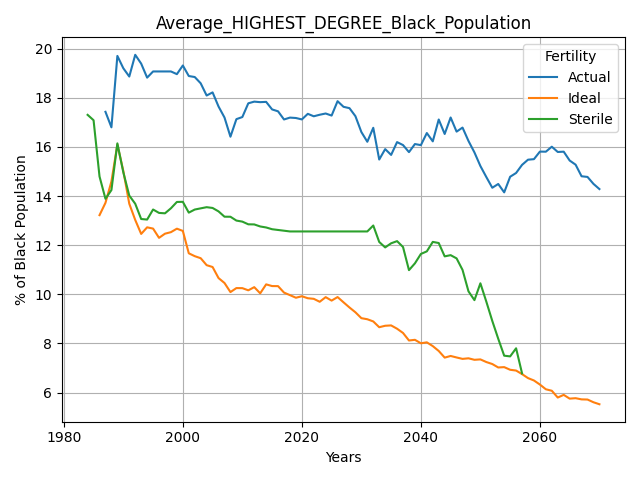 Average_HIGHEST_DEGREE_Black_Population
% of Black Population
20
18
16
14
12
10
8
6
Fertility
Actual
Ideal
Sterile
1980
2000
2020
2040
2060
Years